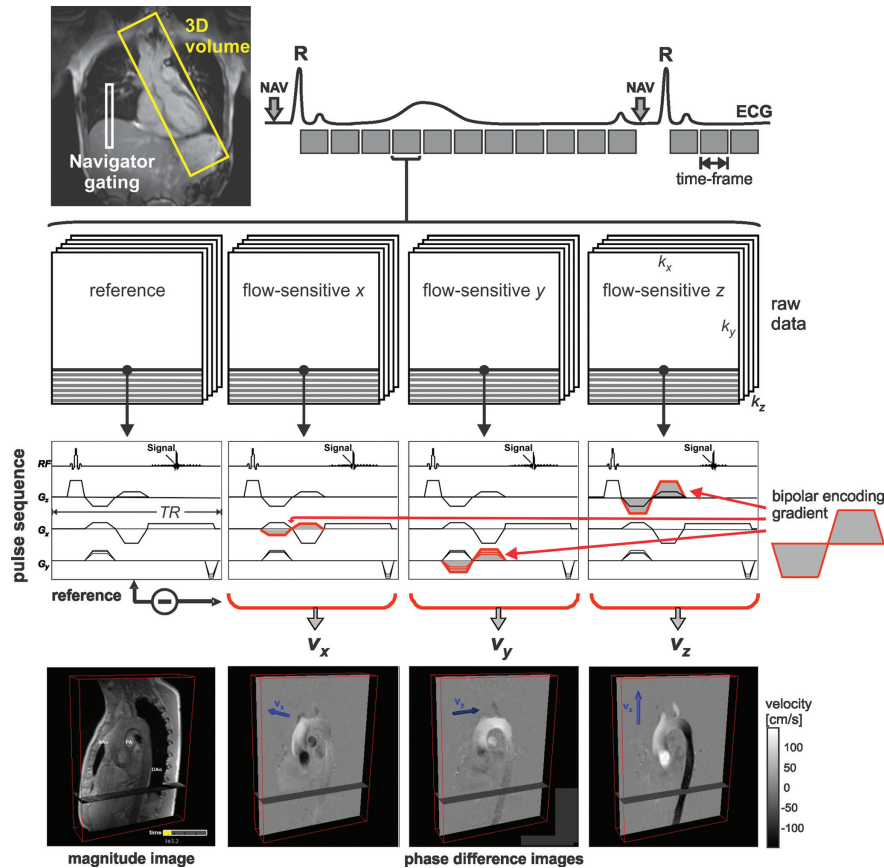 3D
volume
Navigator
gating
NAV
R
NAV
R
ECG
time-frame
reference
flow-sensitive x
flow-sensitive y
flow-sensitive z
kx
ky
kz
raw
data
pulse sequence
RF
Gz
Gx
Gy
Signal
TR
Signal
Signal
Signal
bipolar encoding
gradient
reference
vx
vy
vz
PA
DAo
time
163.2
vx
vy
vz
velocity
[cm/s]
100
50
0
-50
-100
magnitude image
phase difference images